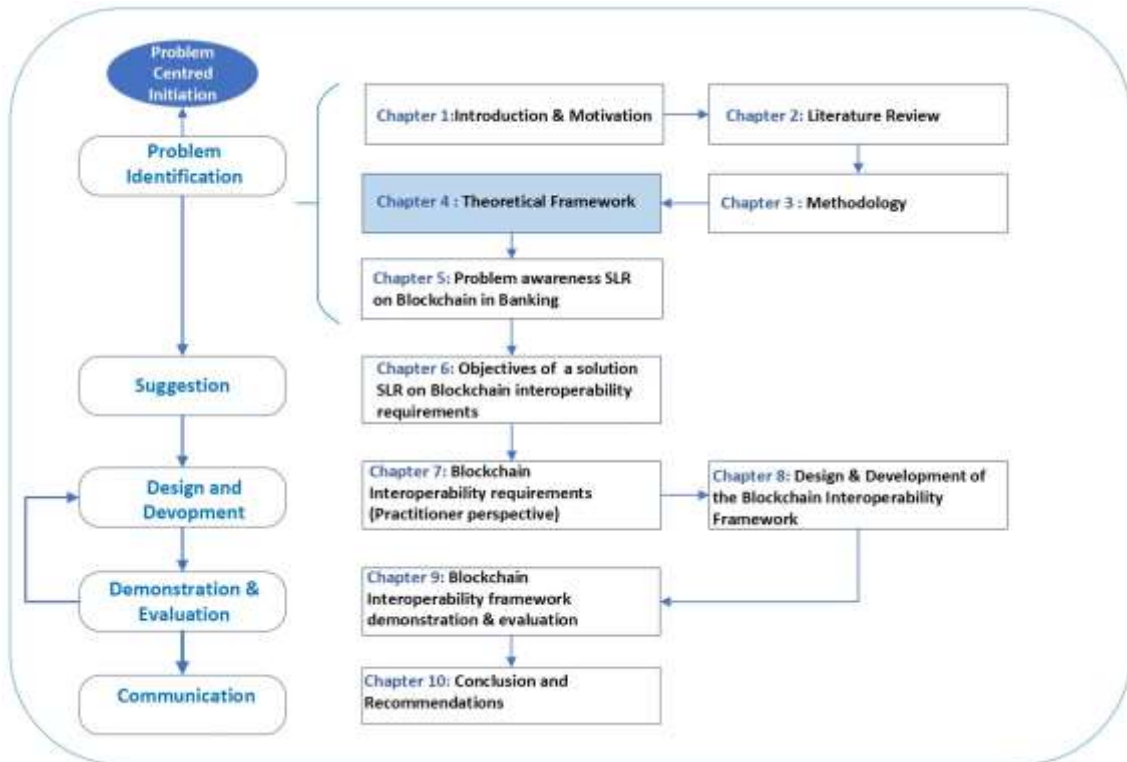 Problem
Centred
Initiation
Problem
Identification
Suggestion
Design and
Devopment
Demonstration &
Evaluation
Communication
Chapter 1:Introduction & Motivation
Chapter 2: Literature Review
Chapter 4 : Theoretical Framework
Chapter 3 : Methodology
Chapter 5: Problem awareness SLR
on Blockchain in Banking
Chapter 6: Objectives of a solution
SLR on Blockchain interoperability
requirements
Chapter 7: Blockchain
Interoperability requirements
(Practitioner perspective)
Chapter 8: Design & Development of
the Blockchain Interoperability
Framework
Chapter 9: Blockchain
Interoperability framework
demonstration & evaluation
Chapter 10: Conclusion and
Recommendations